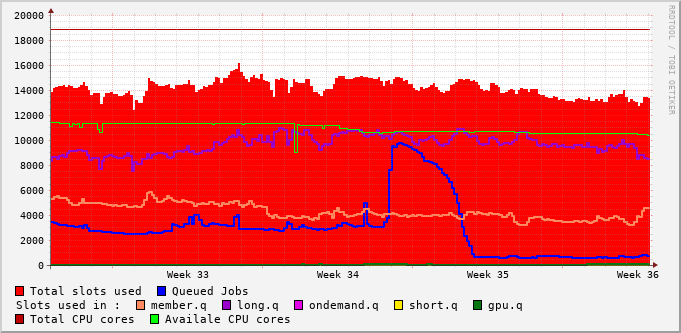 20000
18000
16000
14000
12000
10000
8000
6000
4000
2000
0
Week 33 Week 34 Week 35 Week 36
RRDTOOL / TOBI OETIKER
Total slots used Queued Jobs
Slots used in : member.q long.q ondemand.q short.q gpu.q
Total CPU cores Availale CPU cores